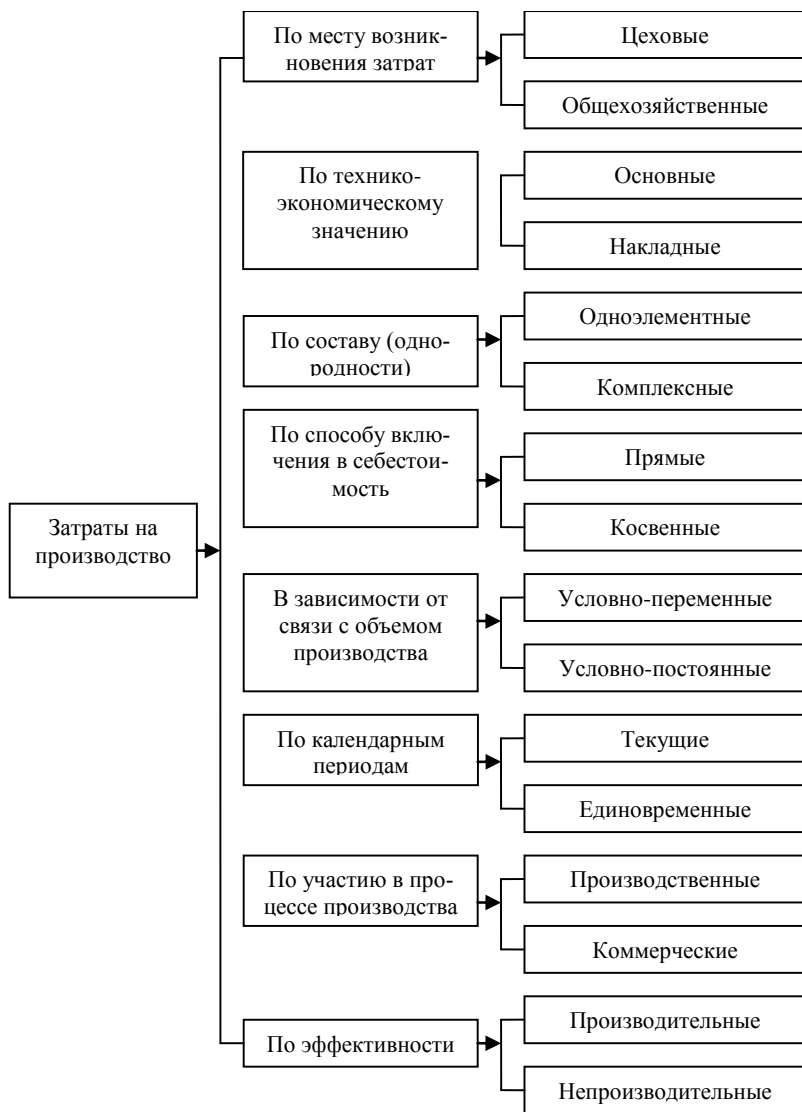 По месту возник-
новения затрат
Цеховые
Общехозяйственные
По технико-
экономическому
значению
Основные
Накладные
По составу (одно-
родности)
Одноэлементные
Комплексные
По способу вклю-
чения в себестои-
мость
Прямые
Косвенные
Затраты на
производство
В зависимости от
связи с объемом
производства
Условно-переменные
Условно-постоянные
По календарным
периодам
Текущие
Единовременные
По участию в про-
цессе производства
Производственные
Коммерческие
По эффективности
Производительные
Непроизводительные